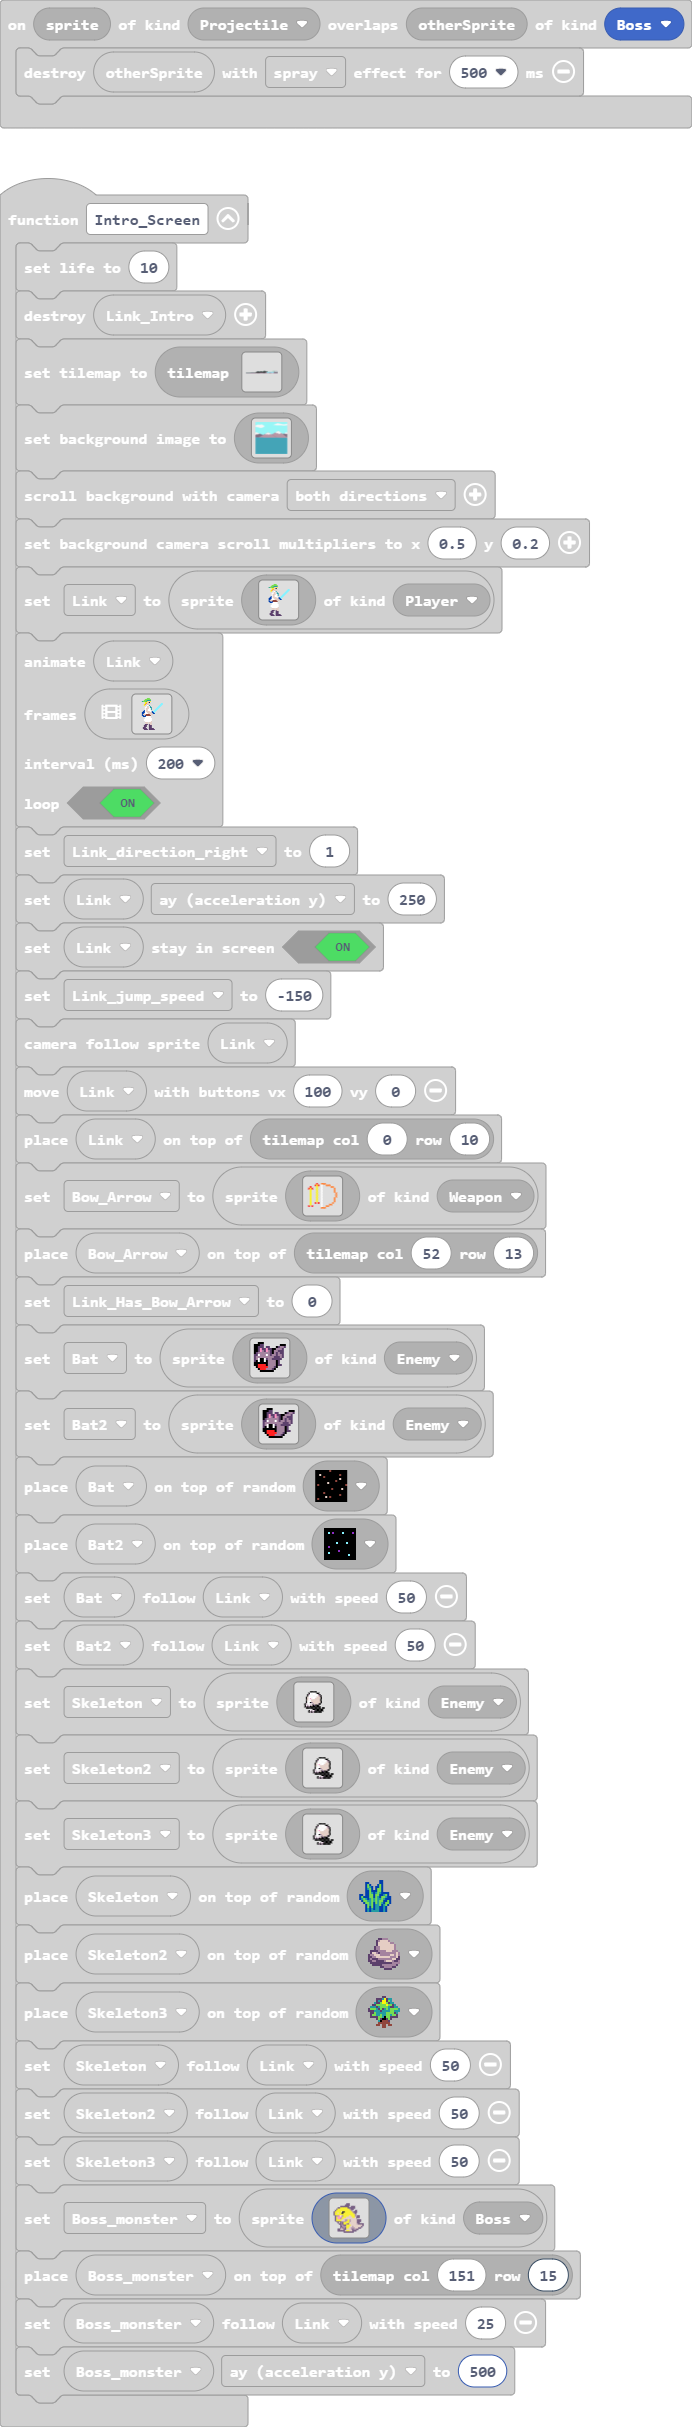 on sprite of kind Projectile overlaps otherSprite of kind Boss
destroy otherSprite with spray effect for 500 ms
function Intro_Screen
set life to 10
destroy Link_Intro
set tilemap to tilemap
set background image to
scroll background with camera both directions
set background camera scroll multipliers to x 0.5 y 0.2
set Link to sprite of kind Player
animate Link
frames
interval (ms) 200
loop ON
set Link_direction_right to 1
set Link ay (acceleration y) to 250
set Link stay in screen ON
set Link_jump_speed to -150
camera follow sprite Link
move Link with buttons vx 100 vy 0
place Link on top of tilemap col 0 row 10
set Bow_Arrow to sprite of kind Weapon
place Bow_Arrow on top of tilemap col 52 row 13
set Link_Has_Bow_Arrow to 0
set Bat to sprite of kind Enemy
set Bat2 to sprite of kind Enemy
place Bat on top of random
place Bat2 on top of random
set Bat follow Link with speed 50
set Bat2 follow Link with speed 50
set Skeleton to sprite of kind Enemy
set Skeleton2 to sprite of kind Enemy
set Skeleton3 to sprite of kind Enemy
place Skeleton on top of random
place Skeleton2 on top of random
place Skeleton3 on top of random
set Skeleton follow Link with speed 50
set Skeleton2 follow Link with speed 50
set Skeleton3 follow Link with speed 50
set Boss_monster to sprite of kind Boss
place Boss_monster on top of tilemap col 151 row 15
set Boss_monster follow Link with speed 25
set Boss_monster ay (acceleration y) to 500